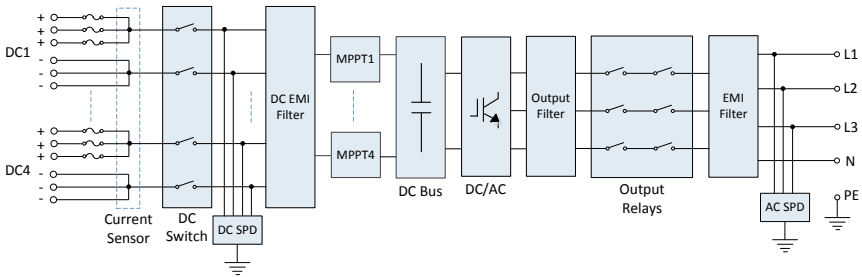 DC1
+
+
+
-
-
-
DC4
+
+
+
-
-
-
Current
Sensor
DC
Switch
DC SPD
DC EMI
Filter
MPPT1
MPPT4
DC Bus
DC/AC
Output
Filter
Output
Relays
EMI
Filter
AC SPD
L1
L2
L3
N
PE